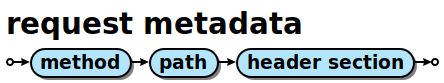 request metadata
method path header section